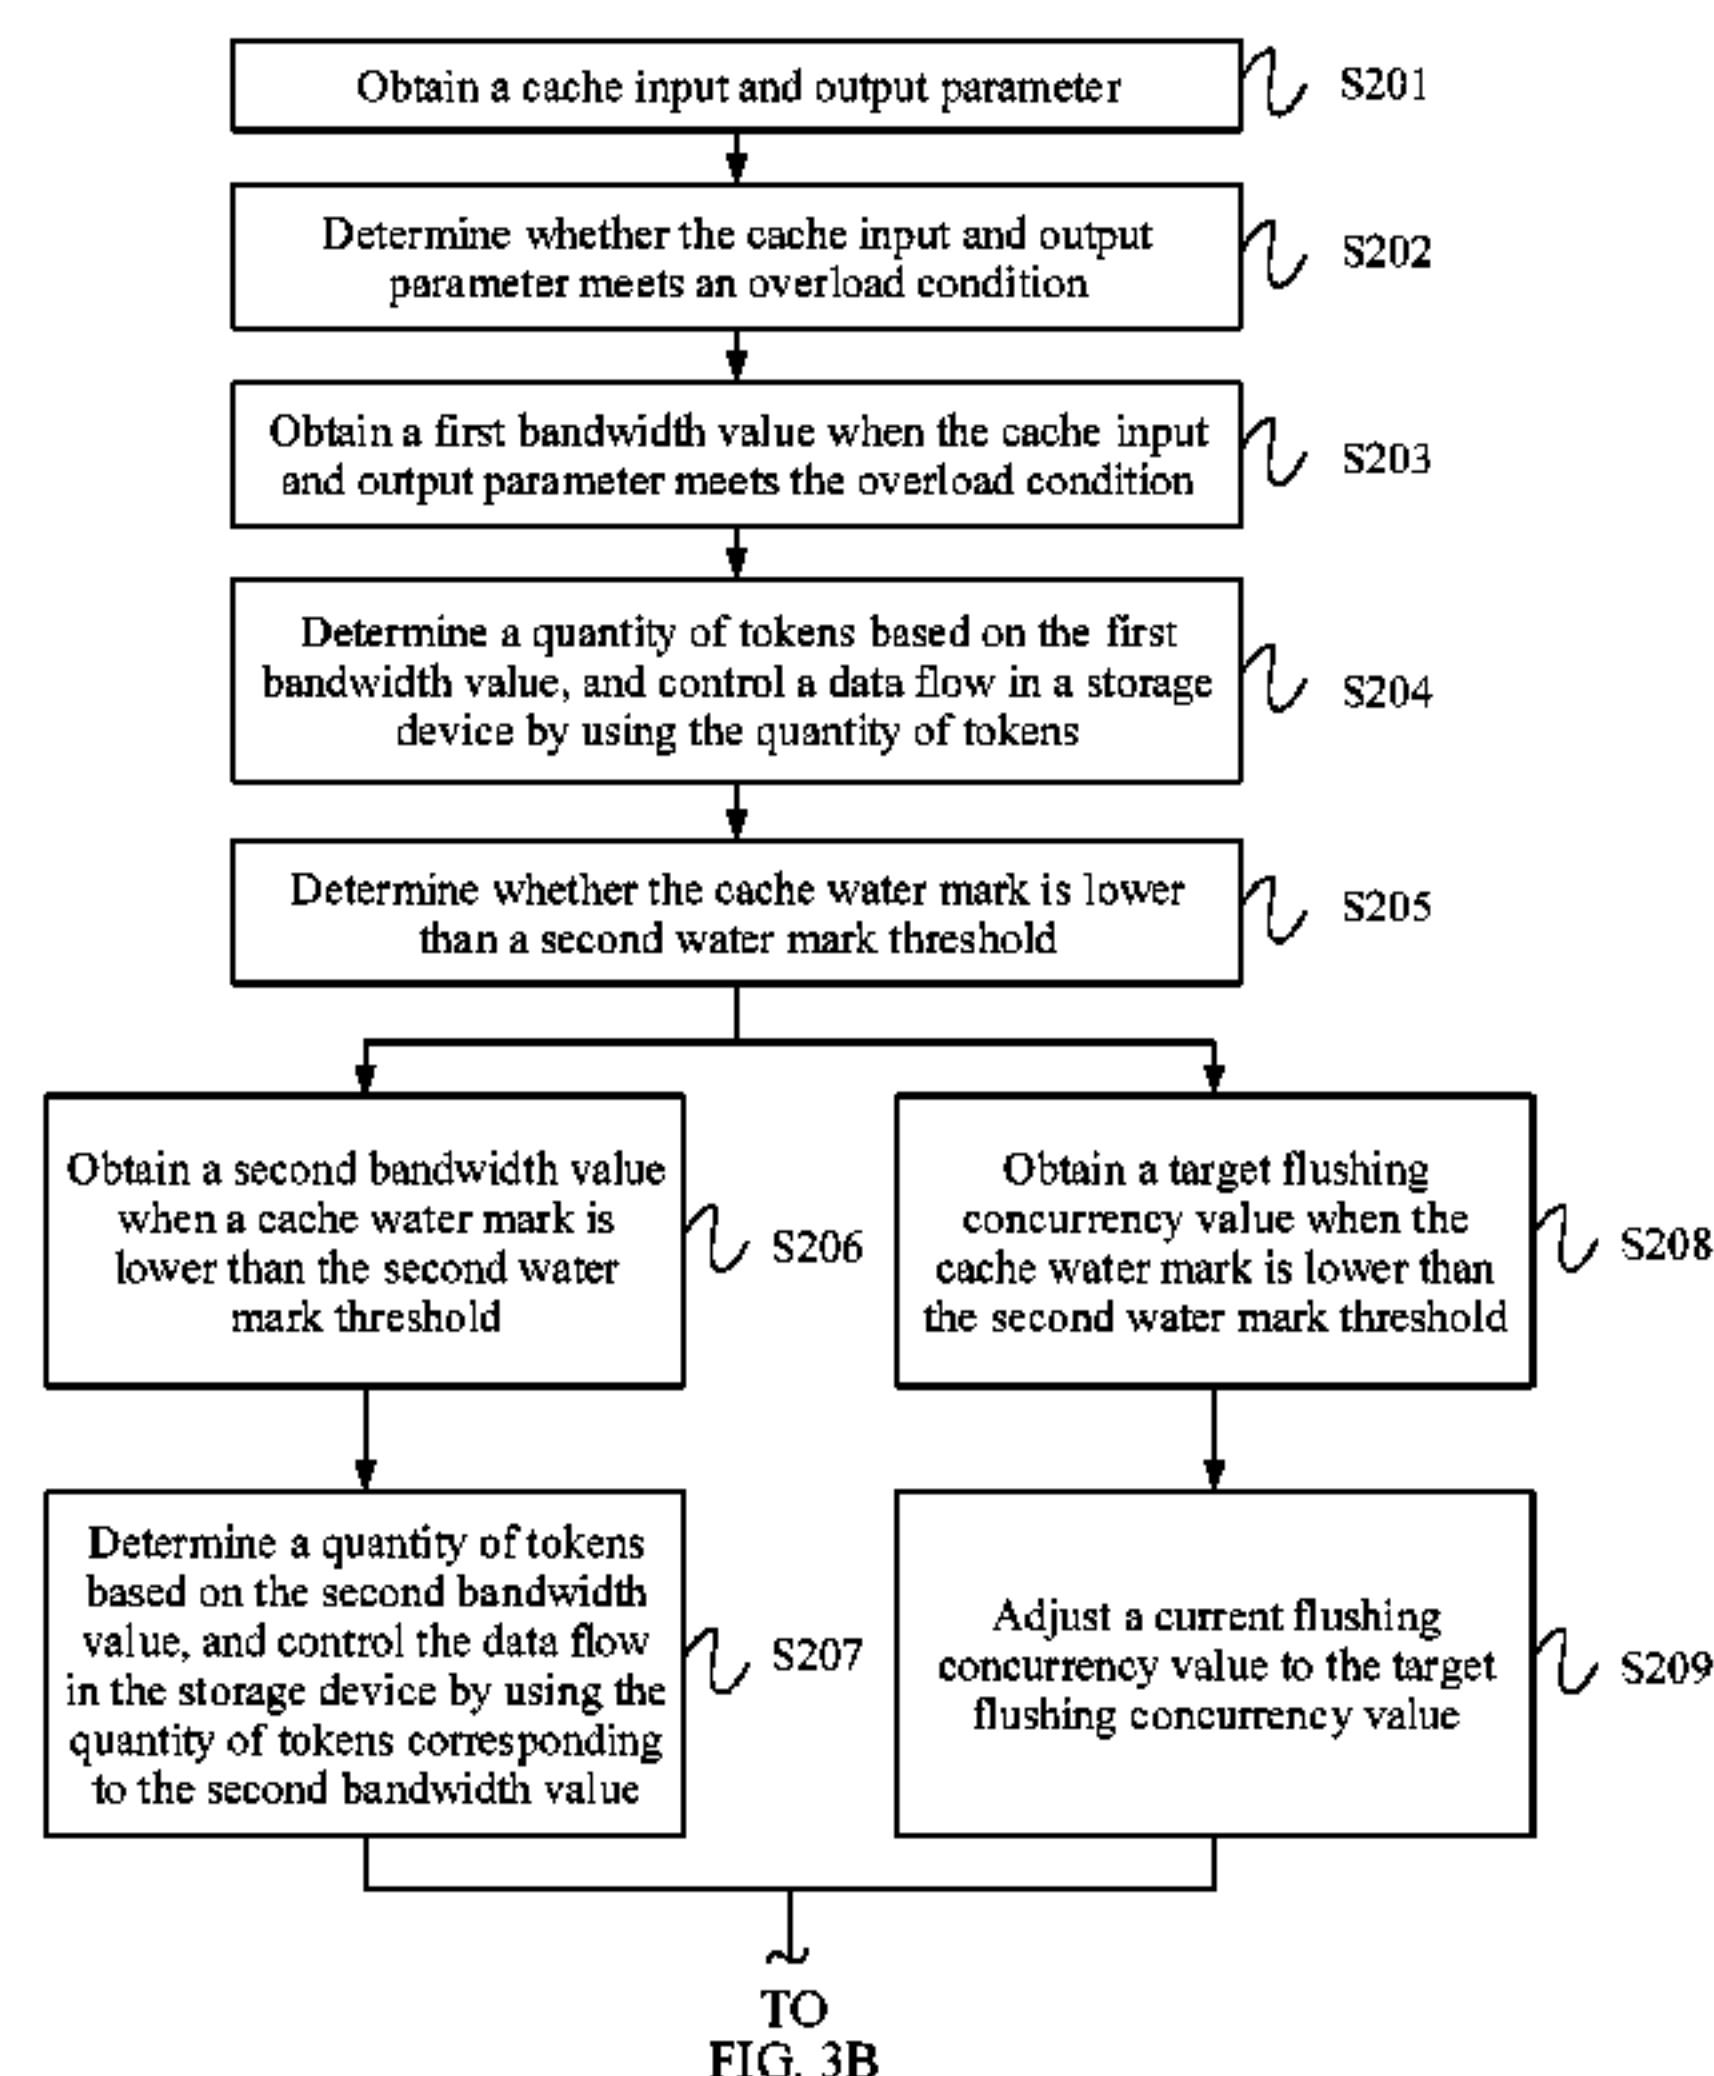 Obtain a cache input and output parameter
S201
Determine whether the cache input and output
parameter meets an overload condition
S202
Obtain a first bandwidth value when the cache input
and output parameter meets the overload condition
S203
Determine a quantity of tokens based on the first
bandwidth value, and control a data flow in a storage
device by using the quantity of tokens
S204
Determine whether the cache water mark is lower
than a second water mark threshold
S205
Obtain a second bandwidth value
when a cache water mark is
lower than the second water
mark threshold
S206
Obtain a target flushing
concurrency value when the
cache water mark is lower than
the second water mark threshold
S208
Determine a quantity of tokens
based on the second bandwidth
value, and control the data flow
in the storage device by using the
quantity of tokens corresponding
to the second bandwidth value
S207
Adjust a current flushing
concurrency value to the target
flushing concurrency value
S209
TO
FIG. 3B